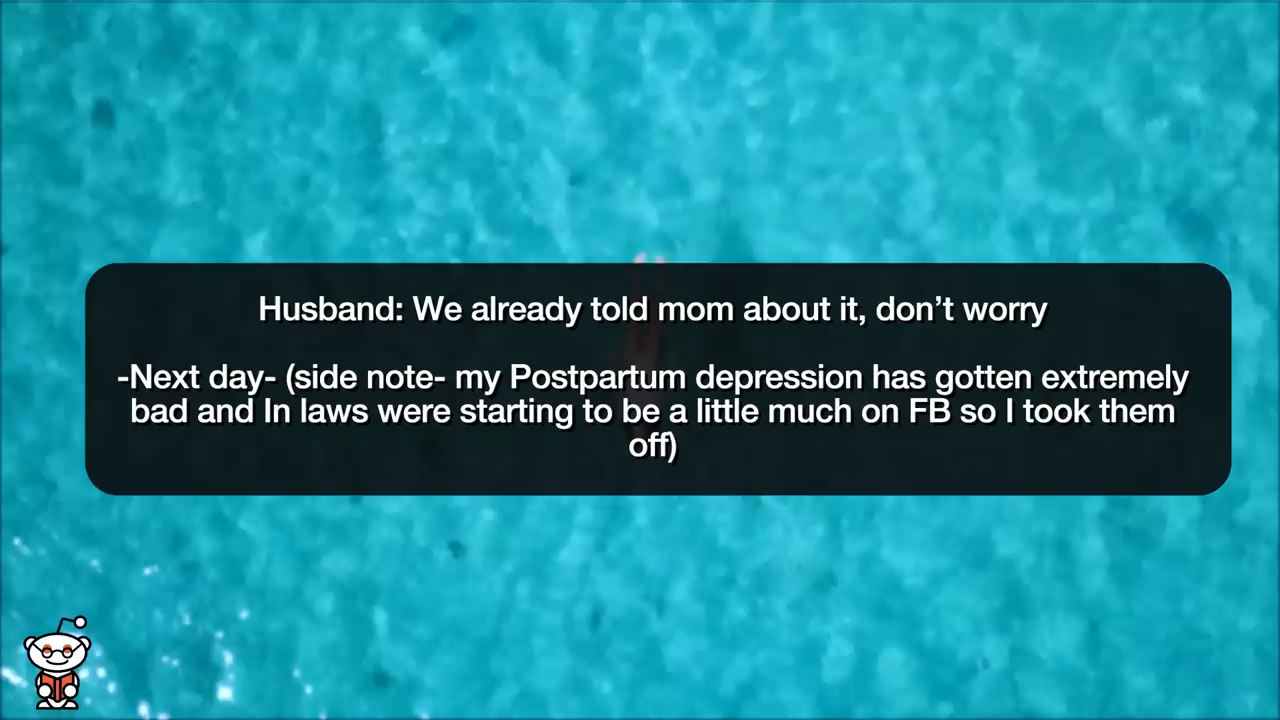 Husband: We already told mom about it, don’t worry
-Next day- (side note- my Postpartum depression has gotten extremely
bad and In laws were starting to be a little much on FB so I took them
off)